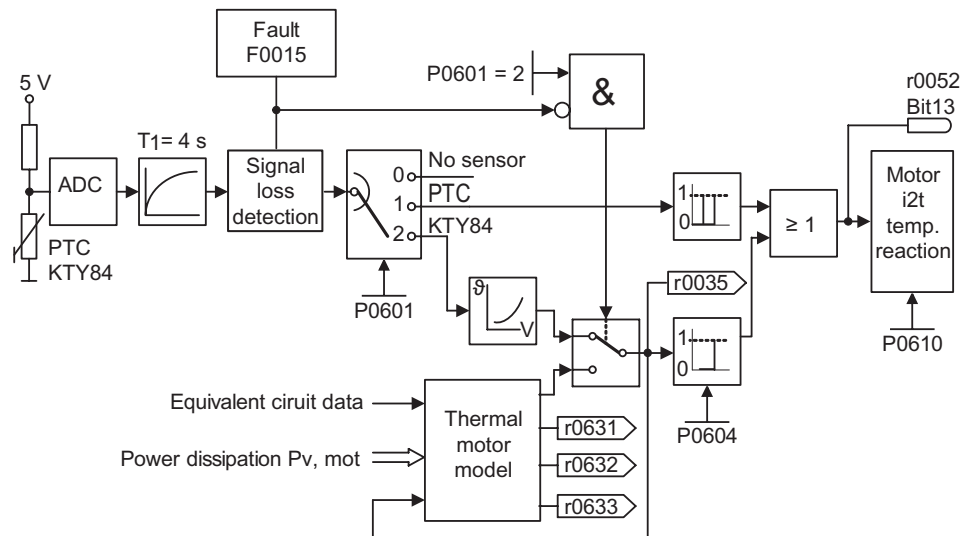 Fault
F0015
5 V
P0601 = 2
&
r0052
Bit13
T1= 4 s
ADC
Signal
loss
detection
0
No sensor
1
PTC
2
KTY84
P0601
PTC
KTY84
1
0
≥ 1
Motor
i2t
temp.
reaction
P0610
ϑ
V
r0035
1
0
P0604
Equivalent ciruit data
Power dissipation Pv, mot
Thermal
motor
model
r0631
r0632
r0633